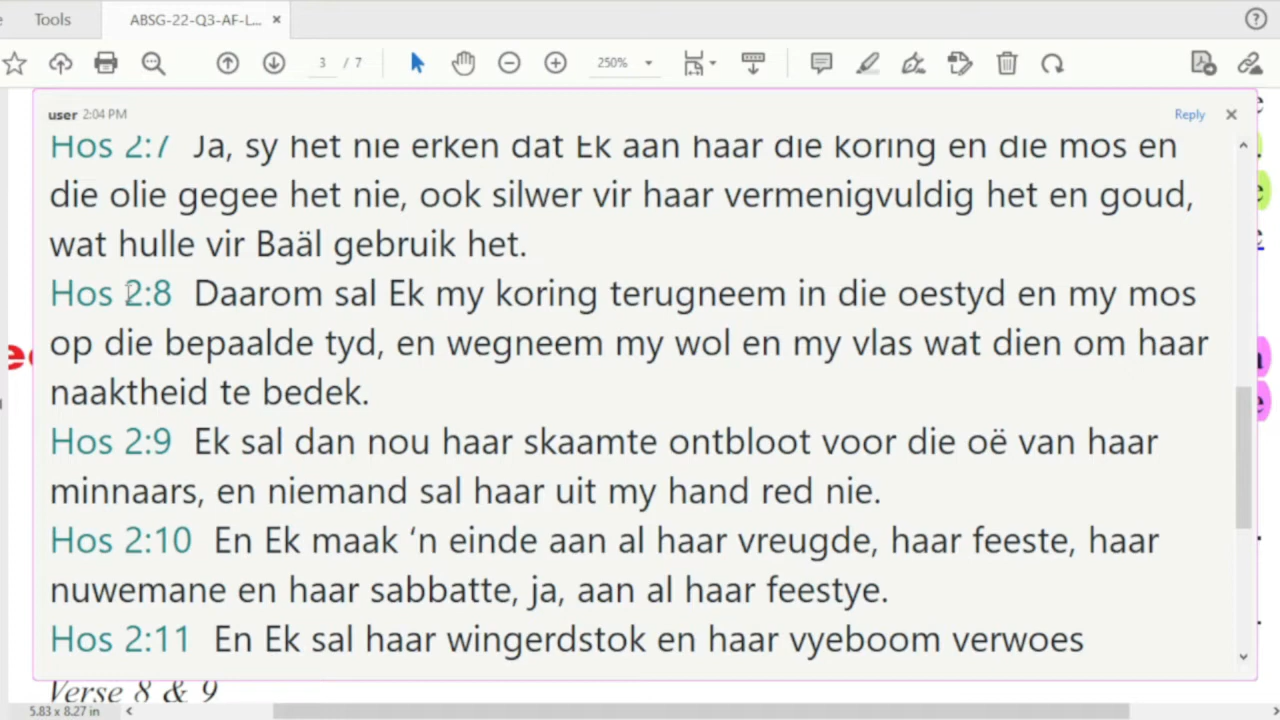 Tools
ABSG-22-Q3-AF-L...
3 / 7
250%
user 2:04 PM
Reply
Hos 2:7 Ja, sy het nie erken dat Ek aan haar die koring en die mos en
die olie gegee het nie, ook silwer vir haar vermenigvuldig het en goud,
wat hulle vir Baäl gebruik het.
Hos 2:8 Daarom sal Ek my koring terugneem in die oestyd en my mos
op die bepaalde tyd, en wegneem my wol en my vlas wat dien om haar
naaktheid te bedek.
Hos 2:9 Ek sal dan nou haar skaamte ontbloot voor die oë van haar
minnaars, en niemand sal haar uit my hand red nie.
Hos 2:10 En Ek maak ‘n einde aan al haar vreugde, haar feeste, haar
nuwemane en haar sabbatte, ja, aan al haar feestye.
Hos 2:11 En Ek sal haar wingerdstok en haar vyeboom verwoes
Verse 8 & 9
5.83 x 8.27 in